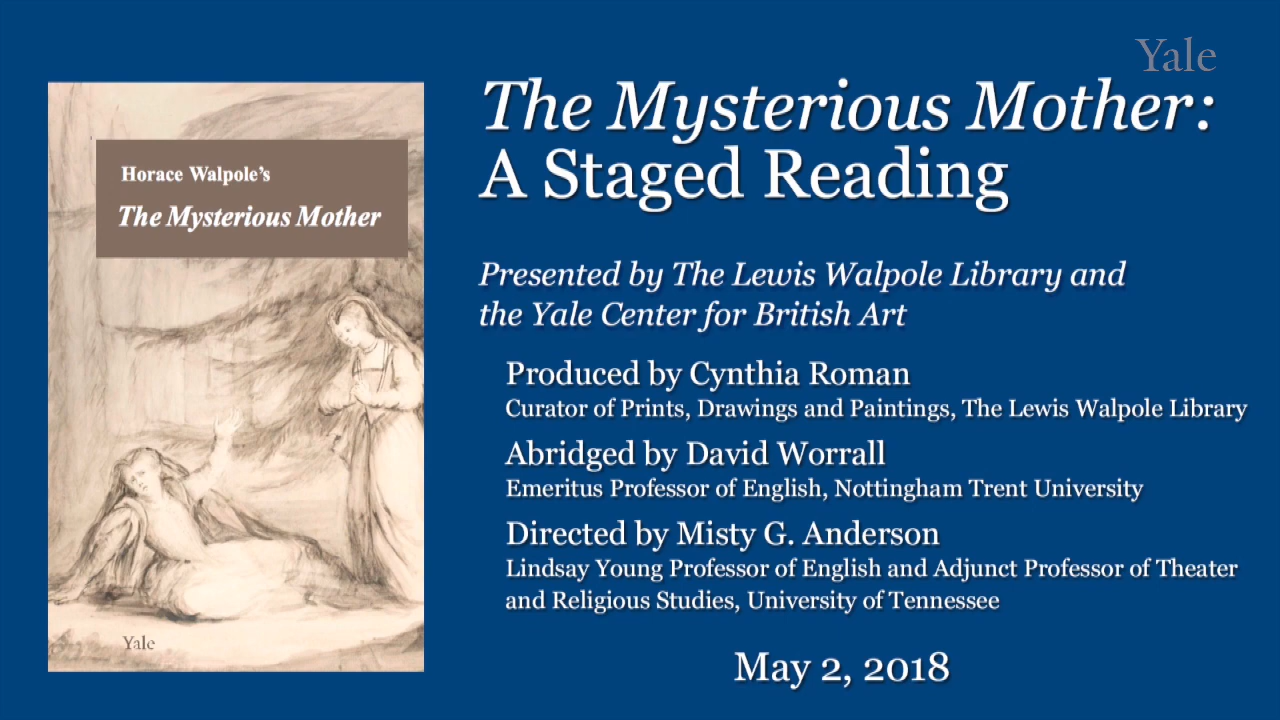 Yale
Horace Walpole's
The Mysterious Mother
Yale
The Mysterious Mother:
A Staged Reading
Presented by The Lewis Walpole Library and
the Yale Center for British Art
Produced by Cynthia Roman
Curator of Prints, Drawings and Paintings, The Lewis Walpole Library
Abridged by David Worrall
Emeritus Professor of English, Nottingham Trent University
Directed by Misty G. Anderson
Lindsay Young Professor of English and Adjunct Professor of Theater
and Religious Studies, University of Tennessee
May 2, 2018